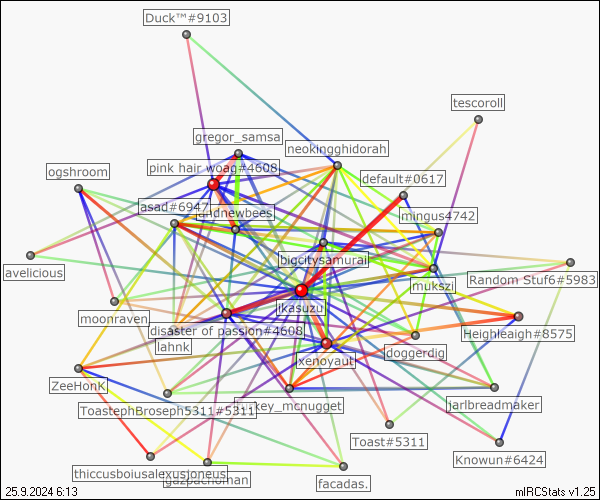 Duck™#9103
tescoroll
gregor_samsa
neokingghidorah
pink hair woag#4608
ogshroom
default#0617
asad#6947
andnewbees
mingus4742
bigcitysamurai
avelicious
mukszi
Random Stuf6#5983
ikasuzu
moonraven
disaster of passion#4608
Heighleaigh#8575
lahnk
xenovaut
doggerdig
ZeeHonK
ToastephBroseph5311#5311
key_mcnugget
jarlbreadmaker
Toast#5311
Knowun#6424
thiccusboiusalexusjoneus
gazpachoman
facadas.
25.9.2024 6:13
mIRCStats v1.25